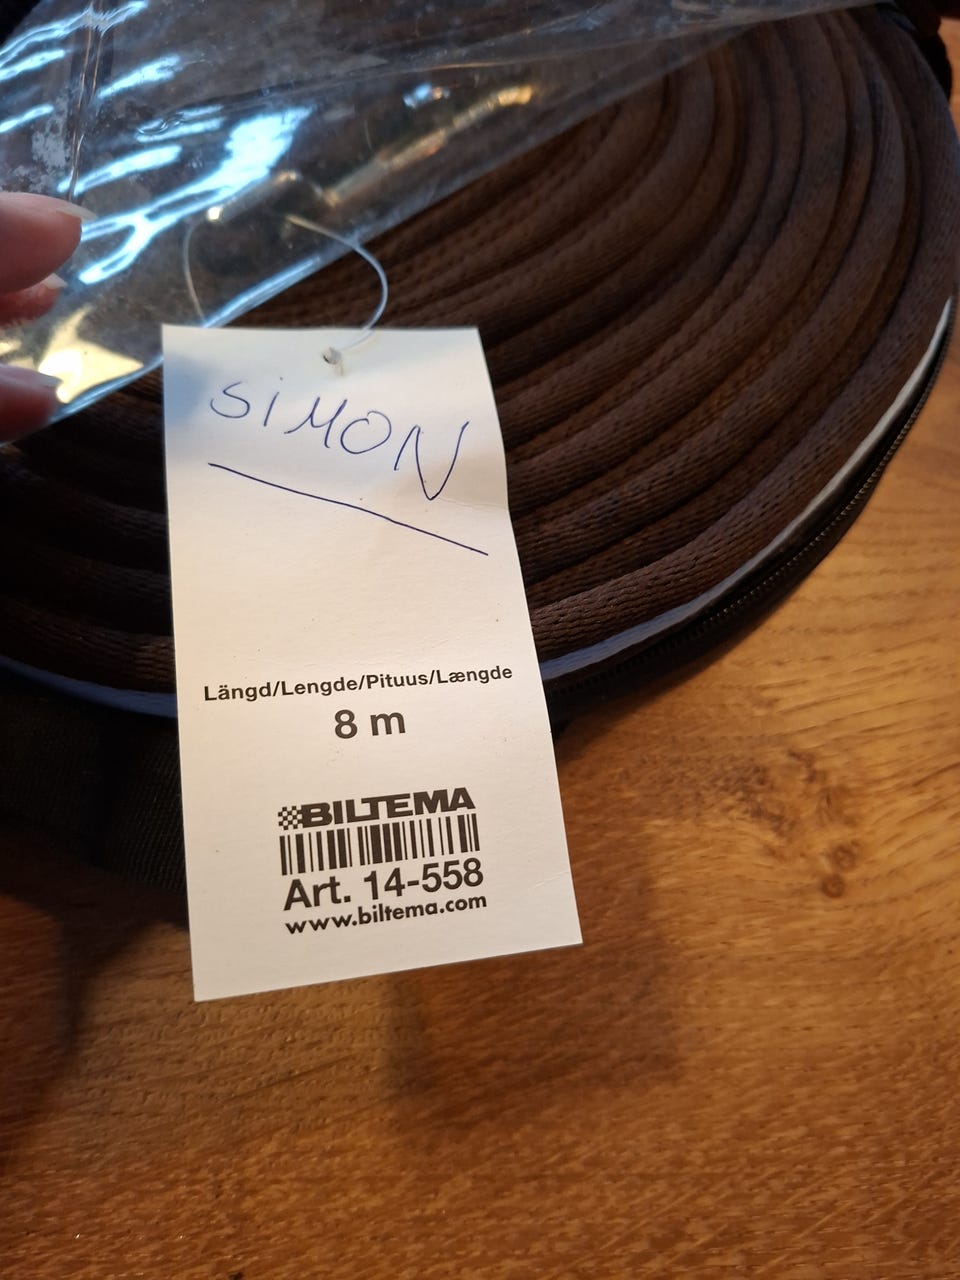 SiMON
Längd/Lengde/Pituus/Længde
8 m
BILTEMA
Art. 14-558
www.biltema.com